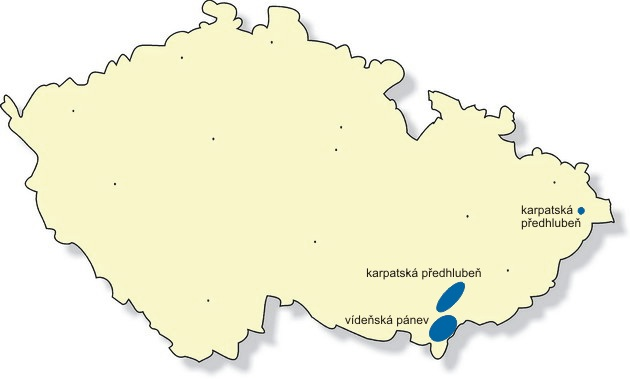 karpatská
předhlubeň
karpatská předhlubeň
vídeňská pánev